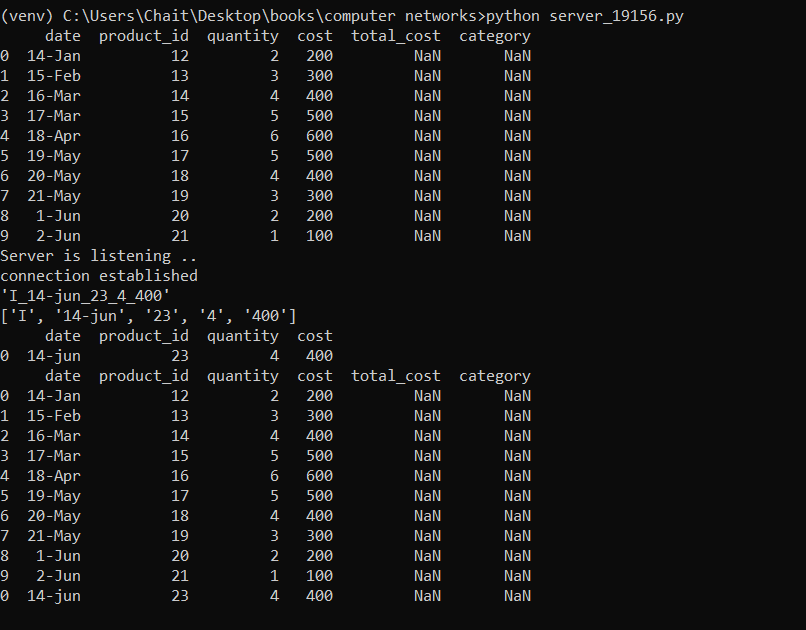 (venv) C:\Users\Chait\Desktop\books\computer networks>python server_19156.py
     date  product_id  quantity  cost  total_cost  category
0  14-Jan          12         2   200         NaN       NaN
1  15-Feb          13         3   300         NaN       NaN
2  16-Mar          14         4   400         NaN       NaN
3  17-Mar          15         5   500         NaN       NaN
4  18-Apr          16         6   600         NaN       NaN
5  19-May          17         5   500         NaN       NaN
6  20-May          18         4   400         NaN       NaN
7  21-May          19         3   300         NaN       NaN
8   1-Jun          20         2   200         NaN       NaN
9   2-Jun          21         1   100         NaN       NaN
Server is listening ..
connection established
'I_14-jun_23_4_400'
['I', '14-jun', '23', '4', '400']
     date  product_id  quantity  cost
0  14-jun          23         4   400
     date  product_id  quantity  cost  total_cost  category
0  14-Jan          12         2   200         NaN       NaN
1  15-Feb          13         3   300         NaN       NaN
2  16-Mar          14         4   400         NaN       NaN
3  17-Mar          15         5   500         NaN       NaN
4  18-Apr          16         6   600         NaN       NaN
5  19-May          17         5   500         NaN       NaN
6  20-May          18         4   400         NaN       NaN
7  21-May          19         3   300         NaN       NaN
8   1-Jun          20         2   200         NaN       NaN
9   2-Jun          21         1   100         NaN       NaN
0  14-jun          23         4   400         NaN       NaN